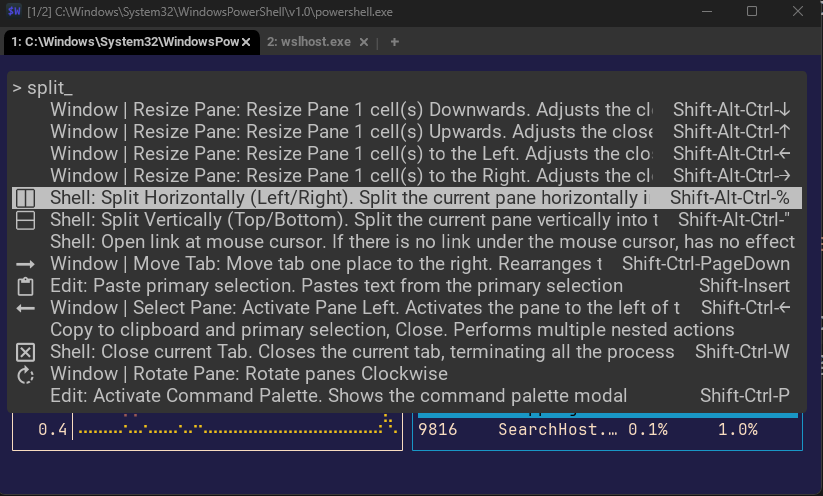 $W [1/2] C:\Windows\System32\WindowsPowerShell\v1.0\powershell.exe
1: C:\Windows\System32\WindowsPow× 2: wslhost.exe × | +
> split_
Window | Resize Pane: Resize Pane 1 cell(s) Downwards. Adjusts the Shift-Alt-Ctrl-↓
Window | Resize Pane: Resize Pane 1 cell(s) Upwards. Adjusts the close Shift-Alt-Ctrl-↑
Window | Resize Pane: Resize Pane 1 cell(s) to the Left. Adjusts the clo Shift-Alt-Ctrl-←
Window | Resize Pane: Resize Pane 1 cell(s) to the Right. Adjusts the cl Shift-Alt-Ctrl-→
Shell: Split Horizontally (Left/Right). Split the current pane horizontally i Shift-Alt-Ctrl-%
Shell: Split Vertically (Top/Bottom). Split the current pane vertically into t Shift-Alt-Ctrl-"
Shell: Open link at mouse cursor. If there is no link under the mouse cursor, has no effect
Window | Move Tab: Move tab one place to the right. Rearranges t Shift-Ctrl-PageDown
Edit: Paste primary selection. Pastes text from the primary selection Shift-Insert
Window | Select Pane: Activate Pane Left. Activates the pane to the left of t Shift-Ctrl-←
Copy to clipboard and primary selection, Close. Performs multiple nested actions
Shell: Close current Tab. Closes the current tab, terminating all the process Shift-Ctrl-W
Window | Rotate Pane: Rotate panes Clockwise
Edit: Activate Command Palette. Shows the command palette modal Shift-Ctrl-P
0.4
9816 SearchHost.… 0.1% 1.0%